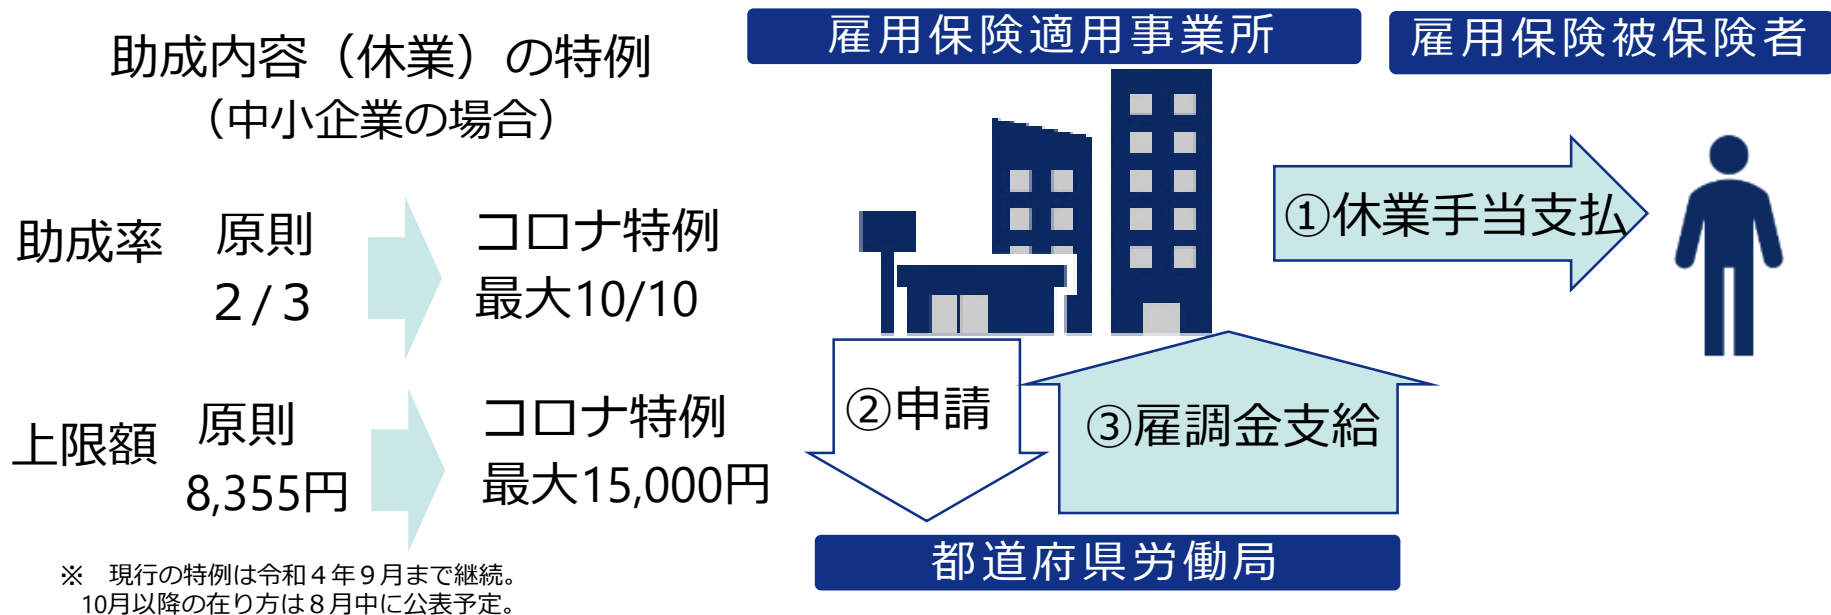 助成内容（休業）の特例
（中小企業の場合）
助成率
原則
２/３
コロナ特例
最大10/10
上限額
原則
8,355円
コロナ特例
最大15,000円
※　現行の特例は令和４年９月まで継続。
10月以降の在り方は８月中に公表予定。
雇用保険適用事業所
雇用保険被保険者
①休業手当支払
②申請
③雇調金支給
都道府県労働局